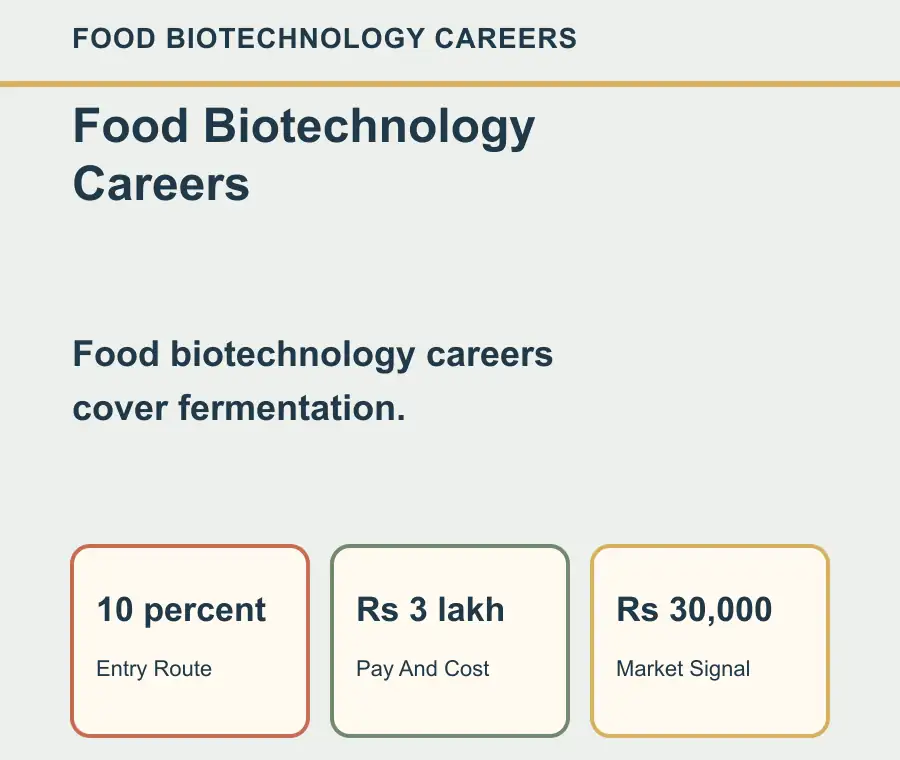 FOOD BIOTECHNOLOGY CAREERS
Food Biotechnology
Careers
Food biotechnology careers
cover fermentation.
10 percent
Entry Route
Rs 3 lakh
Pay And Cost
Rs 30,000
Market Signal